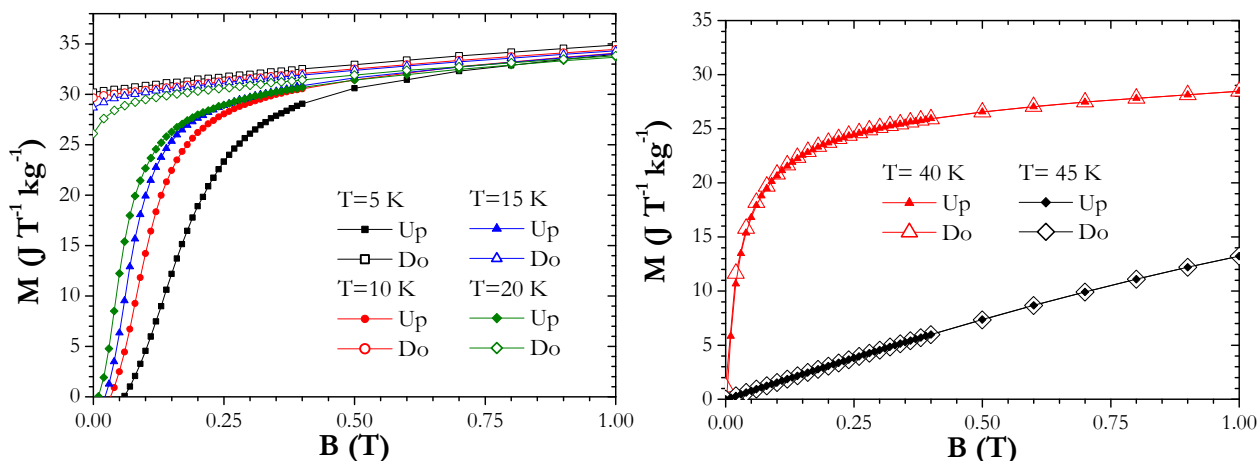 35
30
25
20
15
10
5
0
M (J T⁻¹ kg⁻¹)
0.00 0.25 0.50 0.75 1.00
B (T)
T=5 K
Up
Do
T=10 K
Up
Do
T=15 K
Up
Do
T=20 K
Up
Do
35
30
25
20
15
10
5
0
M (J T⁻¹ kg⁻¹)
0.00 0.25 0.50 0.75 1.00
B (T)
T= 40 K
Up
Do
T= 45 K
Up
Do